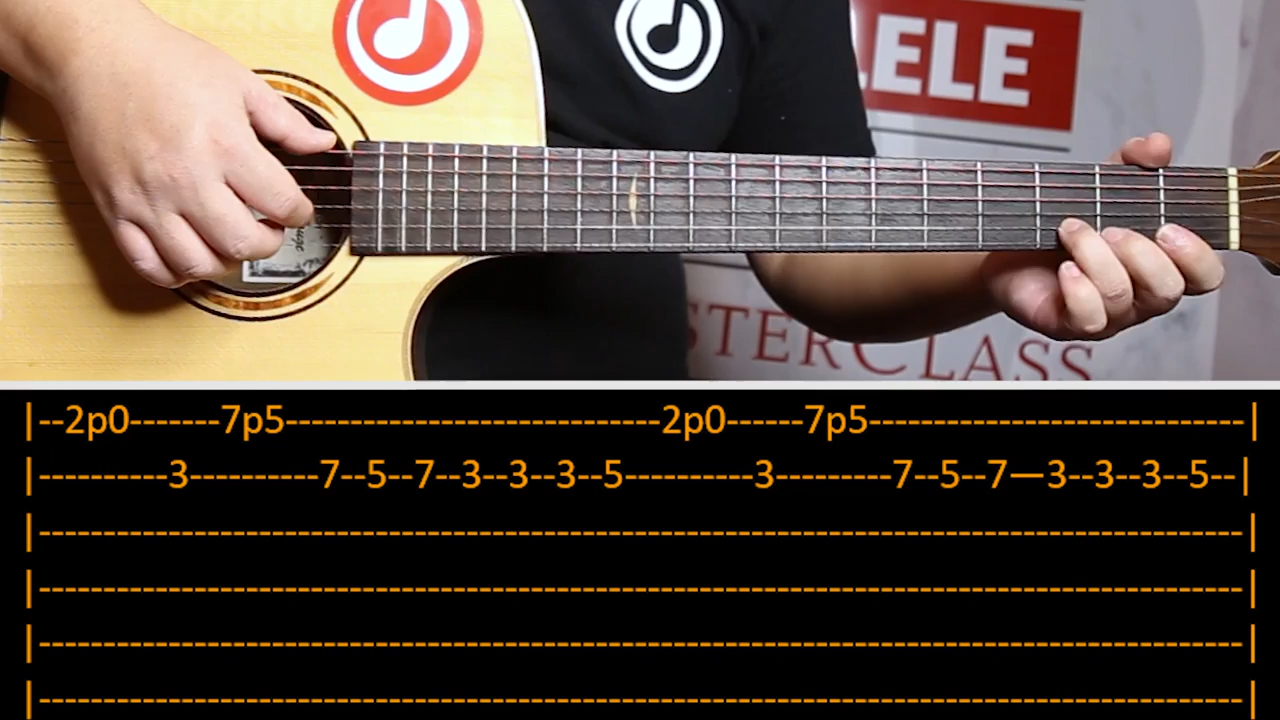 ELE
STERCLASS
|--2p0-------7p5-----------------------------2p0------7p5-----------------------------|
|----------3----------7--5--7--3--3--3--5----------3---------7--5--7—3--3--3--5--|
|---------------------------------------------------------------------------------------------|
|---------------------------------------------------------------------------------------------|
|---------------------------------------------------------------------------------------------|
|---------------------------------------------------------------------------------------------|